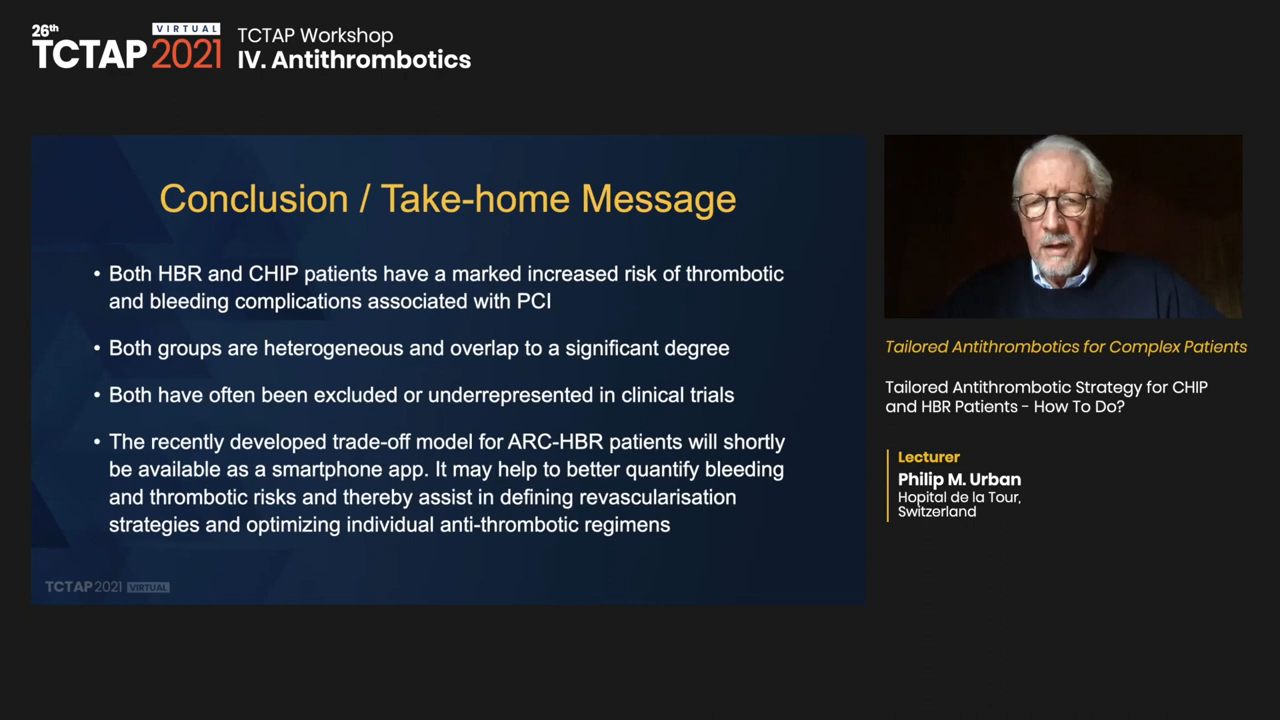 26th
VIRTUAL
TCTAP 2021
TCTAP Workshop
IV. Antithrombotics
Conclusion / Take-home Message
• Both HBR and CHIP patients have a marked increased risk of thrombotic
and bleeding complications associated with PCI
• Both groups are heterogeneous and overlap to a significant degree
• Both have often been excluded or underrepresented in clinical trials
• The recently developed trade-off model for ARC-HBR patients will shortly
be available as a smartphone app. It may help to better quantify bleeding
and thrombotic risks and thereby assist in defining revascularisation
strategies and optimizing individual anti-thrombotic regimens
TCTAP 2021 VIRTUAL
Tailored Antithrombotics for Complex Patients
Tailored Antithrombotic Strategy for CHIP
and HBR Patients - How To Do?
Lecturer
Philip M. Urban
Hopital de la Tour,
Switzerland